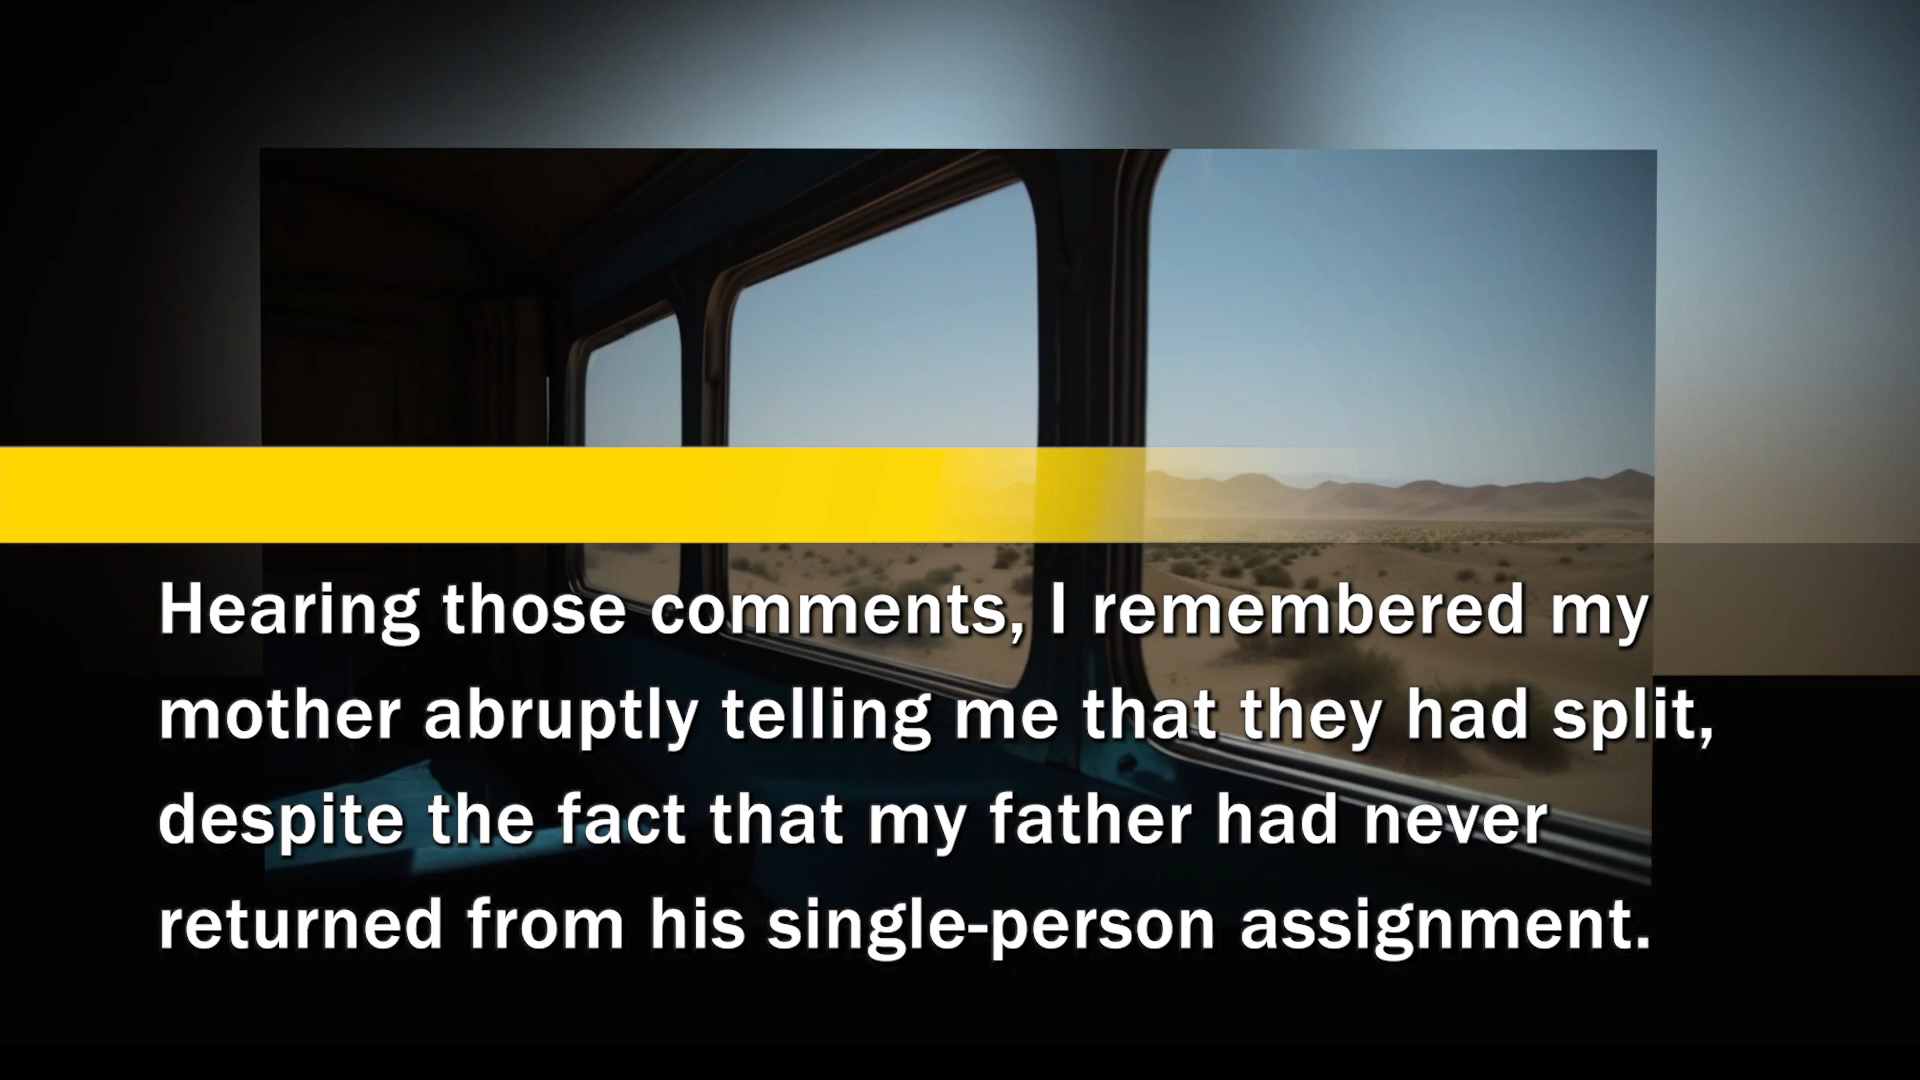 Hearing those comments, I remembered my
mother abruptly telling me that they had split,
despite the fact that my father had never
returned from his single-person assignment.